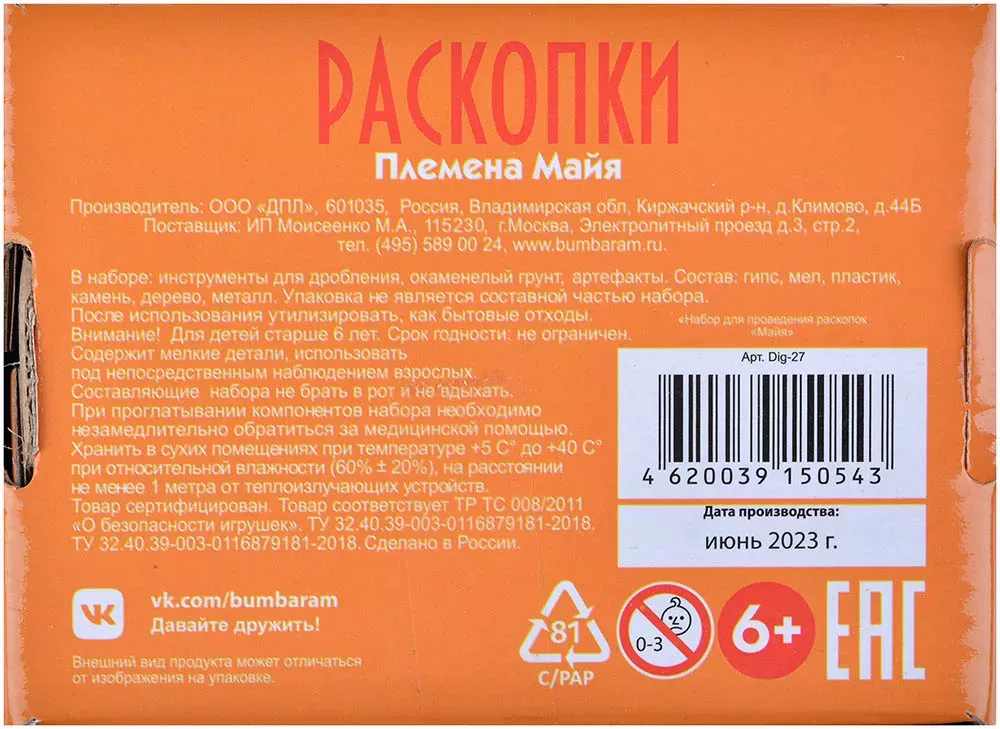 РАСКОПКИ
Племена Майя
Производитель: ООО «ДПЛ», 601035, Россия, Владимирская обл, Киржачский р-н, д.Климово, д.44Б
Поставщик: ИП Моисеенко М.А., 115230, г.Москва, Электролитный проезд д.3, стр.2,
тел. (495) 589 00 24, www.bumbaram.ru.
В наборе: инструменты для дробления, окаменелый грунт, артефакты. Состав: гипс, мел, пластик,
камень, дерево, металл. Упаковка не является составной частью набора.
После использования утилизировать, как бытовые отходы.
Внимание! Для детей старше 6 лет. Срок годности: не ограничен.
Содержит мелкие детали, использовать
под непосредственным наблюдением взрослых.
Составляющие набора не брать в рот и не вдыхать.
При проглатывании компонентов набора необходимо
незамедлительно обратиться за медицинской помощью.
Хранить в сухих помещениях при температуре +5 С° до +40 С°
при относительной влажности (60% ± 20%), на расстоянии
не менее 1 метра от теплоизлучающих устройств.
Товар сертифицирован. Товар соответствует ТР ТС 008/2011
«О безопасности игрушек». ТУ 32.40.39-003-0116879181-2018.
ТУ 32.40.39-003-0116879181-2018. Сделано в России.
«Набор для проведения раскопок
«Майя»
Арт. Dig-27
4 620039 150543
Дата производства:
июнь 2023 г.
vk.com/bumbaram
Давайте дружить!
Внешний вид продукта может отличаться
от изображения на упаковке.
81
C/PAP
0-3
6+
EAC